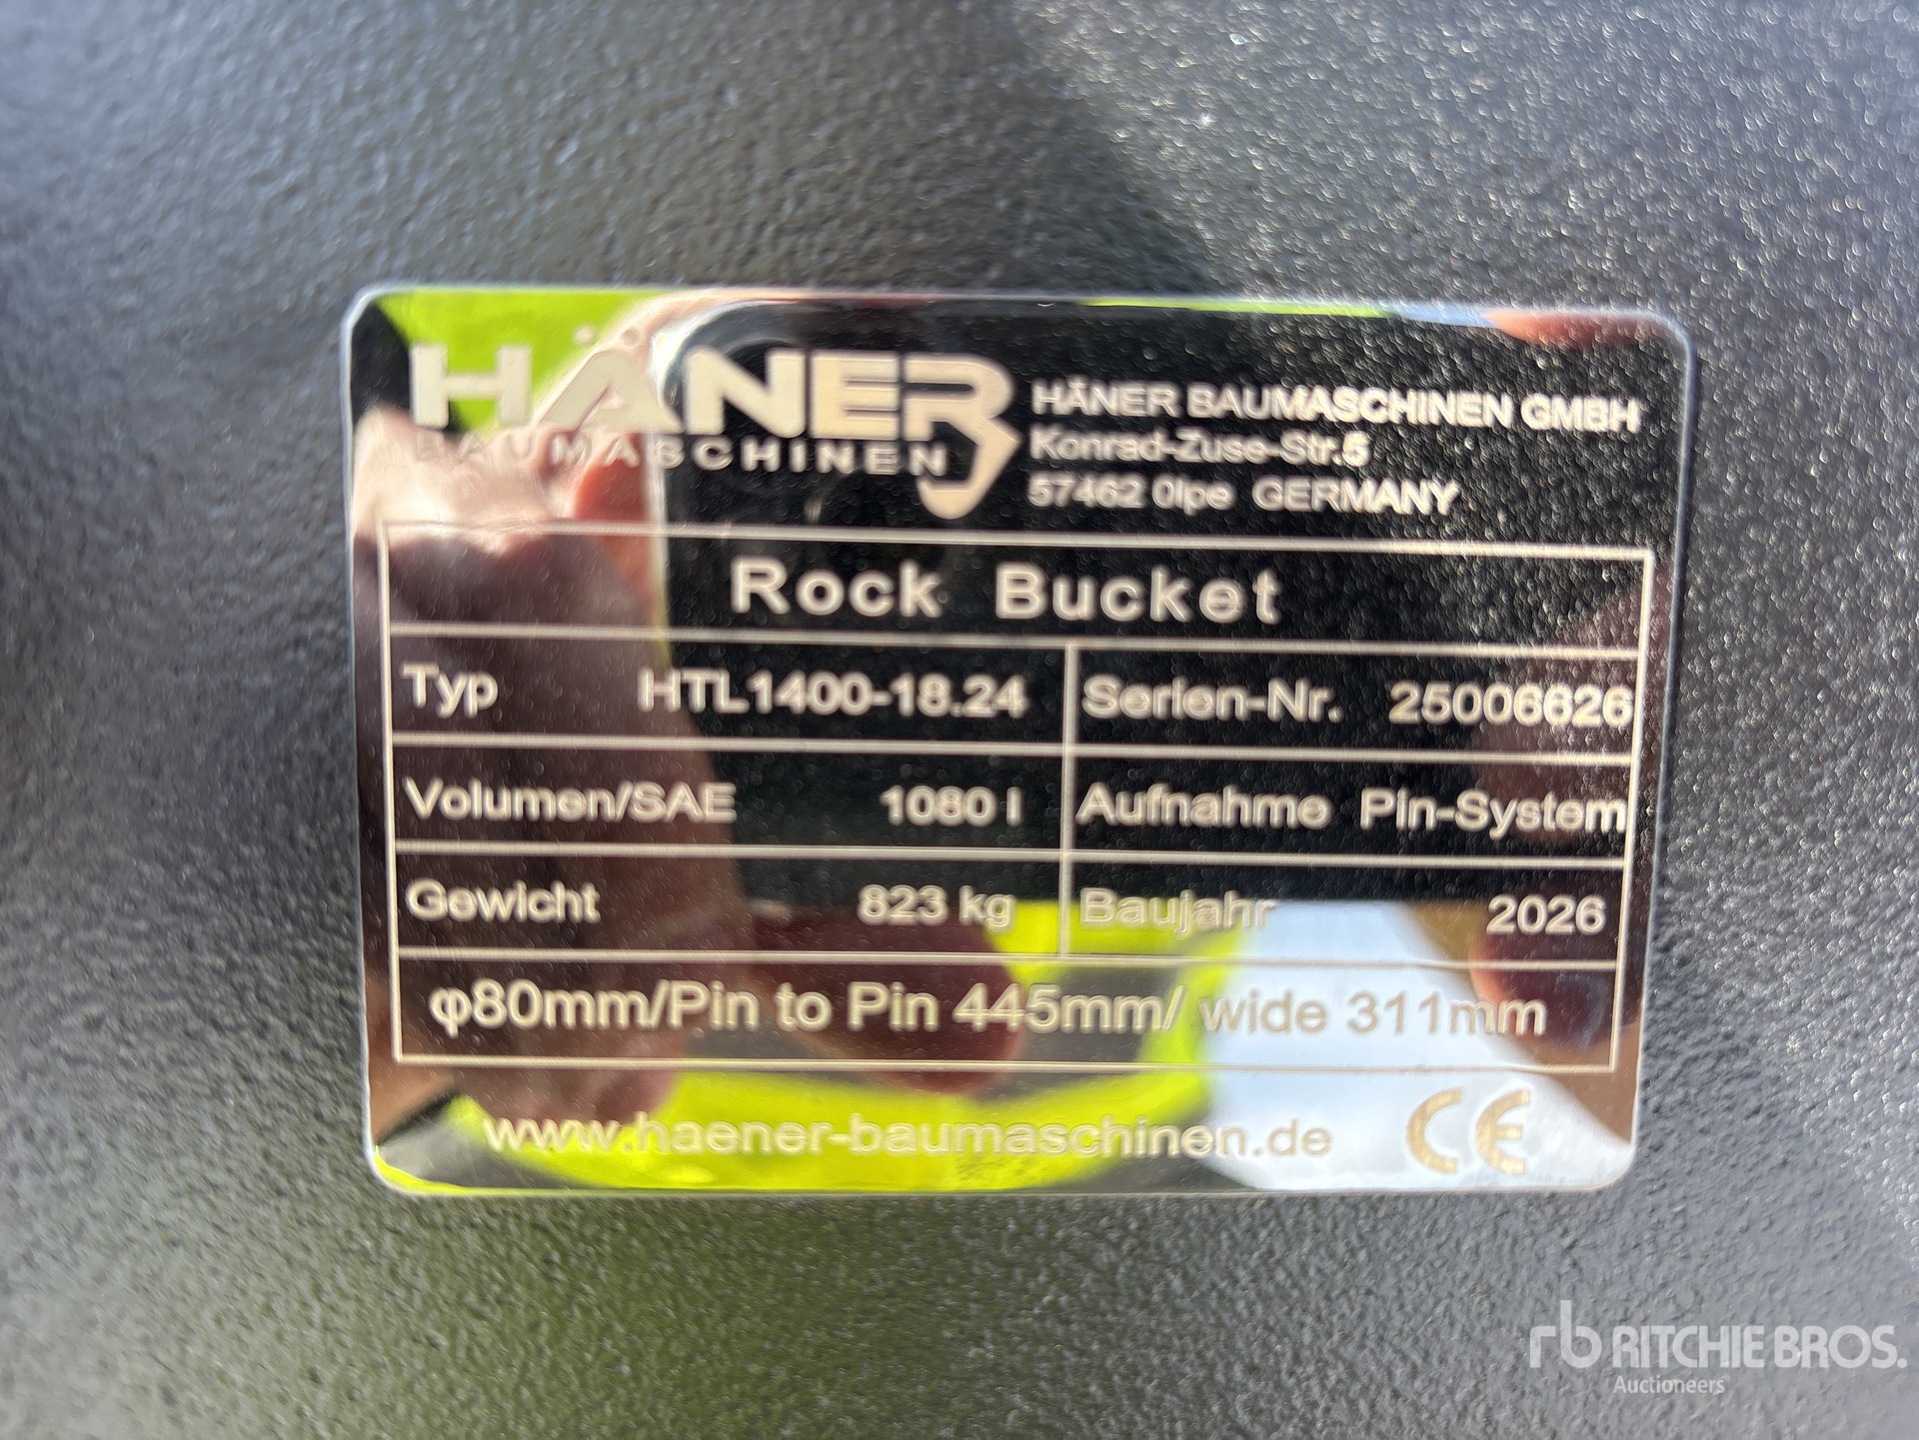 HÄNER
BAUMASCHINEN
HÄNER BAUMASCHINEN GMBH
Konrad-Zuse-Str.5
57462 Olpe GERMANY
Rock Bucket
Typ HTL1400-18.24 Serien-Nr. 25006626
Volumen/SAE 1080 l Aufnahme Pin-System
Gewicht 823 kg Baujahr 2026
φ80mm/Pin to Pin 445mm/ wide 311mm
www.haener-baumaschinen.de CE
rb RITCHIE BROS.
Auctioneers